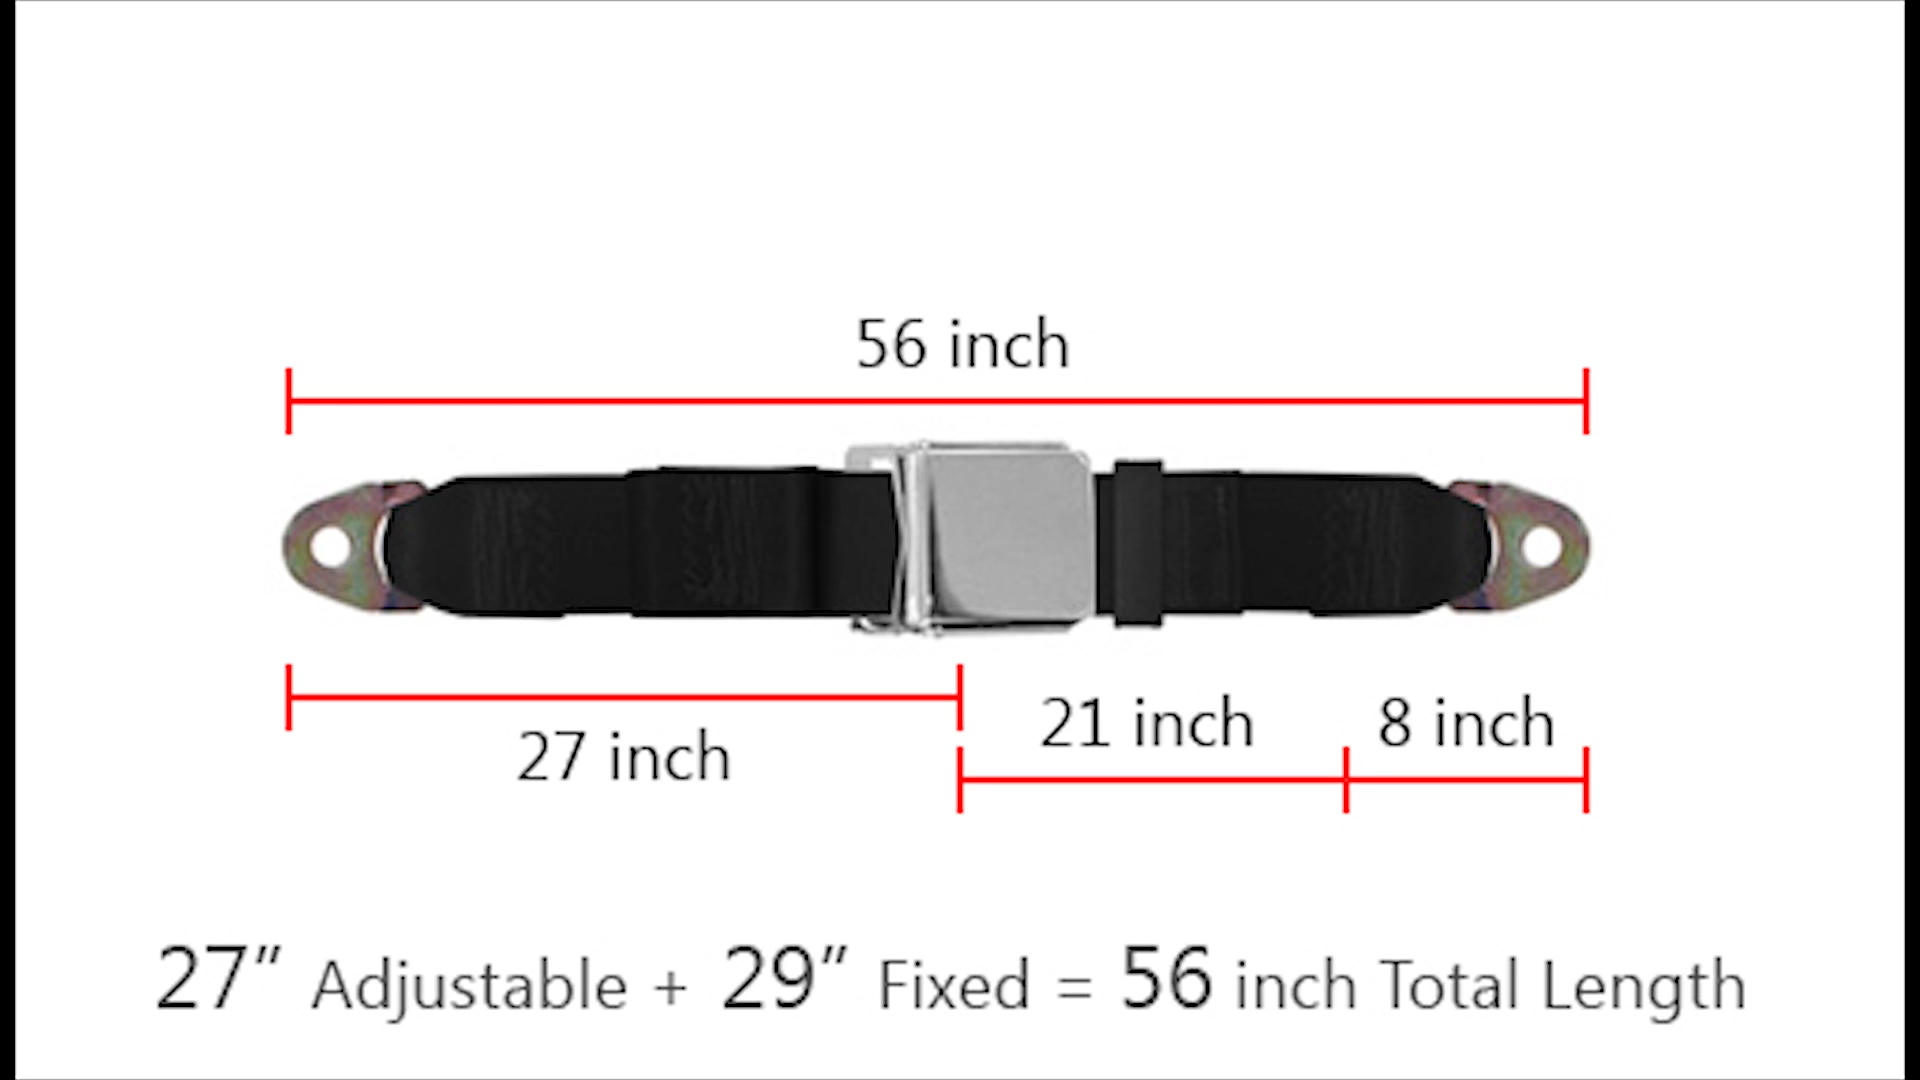 56 inch
27 inch
21 inch
8 inch
27” Adjustable + 29” Fixed = 56 inch Total Length